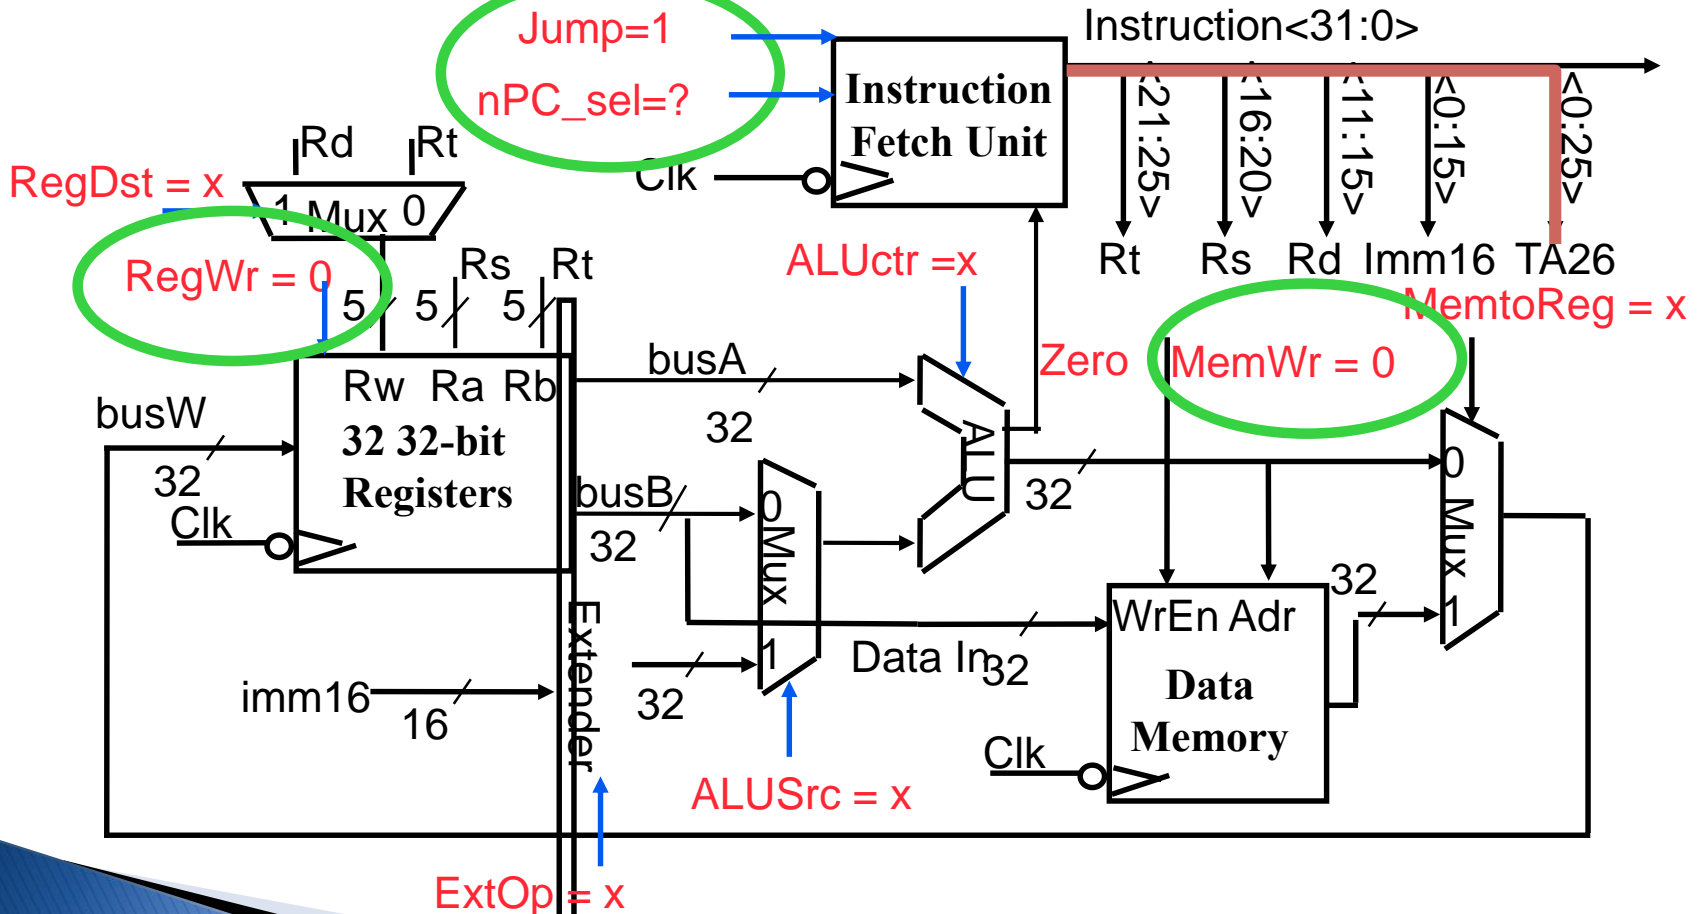 Jump=1
Instruction<31:0>
nPC_sel=?
Instruction
Fetch Unit
<21:25>
<16:20>
<11:15>
<0:15>
<0:25>
Rd
Rt
Clk
RegDst = x
1 Mux 0
Rt Rs Rd Imm16 TA26
RegWr = 0
Rs Rt
ALUctr =x
MemtoReg = x
5 5 5
busA
Zero
MemWr = 0
Rw Ra Rb
busW
32
32 32-bit
Registers
ALU
32
0
Mux
1
32
busB
0
Mux
1
32
Clk
32
32
WrEn Adr
Data In
32
Extender
imm16
16
32
Data
Memory
Clk
ALUSrc = x
ExtOp = x